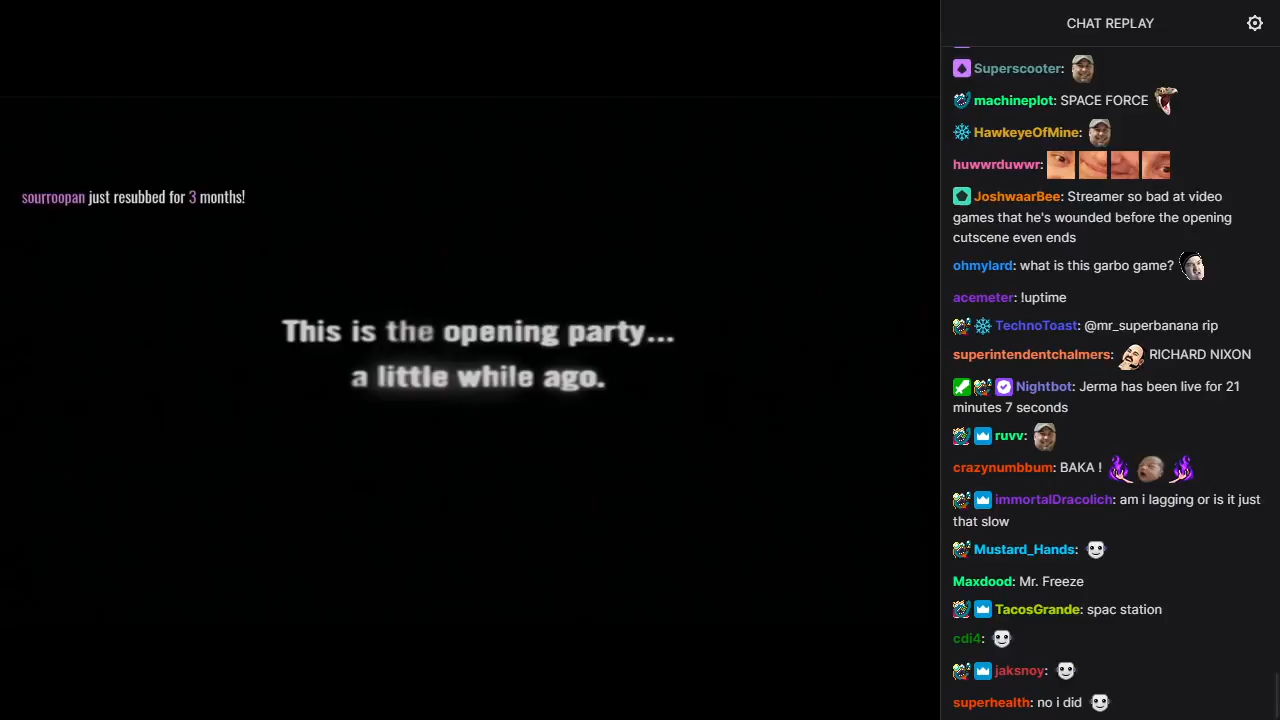 CHAT REPLAY
Superscooter:
machineplot: SPACE FORCE
HawkeyeOfMine:
huwwrduwwr:
JoshwaarBee: Streamer so bad at video
games that he's wounded before the opening
cutscene even ends
ohmylard: what is this garbo game?
acemeter: !uptime
TechnoToast: @mr_superbanana rip
superintendentchalmers: RICHARD NIXON
Nightbot: Jerma has been live for 21
minutes 7 seconds
ruvv:
crazynumbbum: BAKA !
immortalDracolich: am i lagging or is it just
that slow
Mustard_Hands:
Maxdood: Mr. Freeze
TacosGrande: spac station
cdi4:
jaksnoy:
superhealth: no i did
sourroopan just resubbed for 3 months!
This is the opening party...
a little while ago.